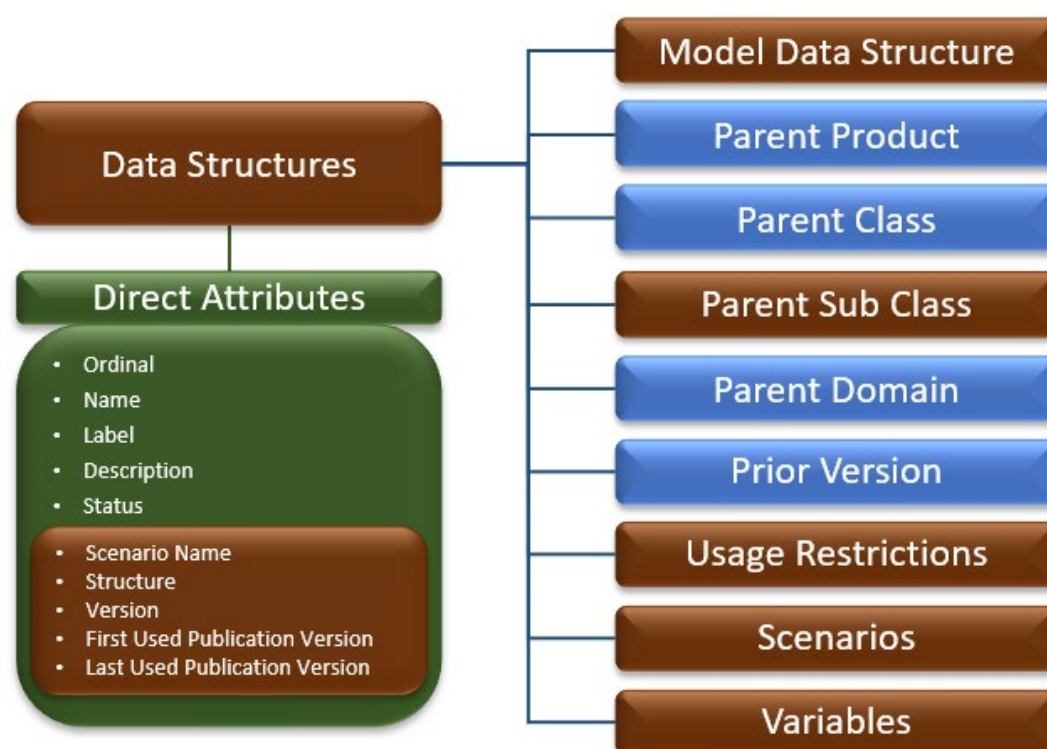 Data Structures
Direct Attributes
• Ordinal
• Name
• Label
• Description
• Status
• Scenario Name
• Structure
• Version
• First Used Publication Version
• Last Used Publication Version
Model Data Structure
Parent Product
Parent Class
Parent Sub Class
Parent Domain
Prior Version
Usage Restrictions
Scenarios
Variables